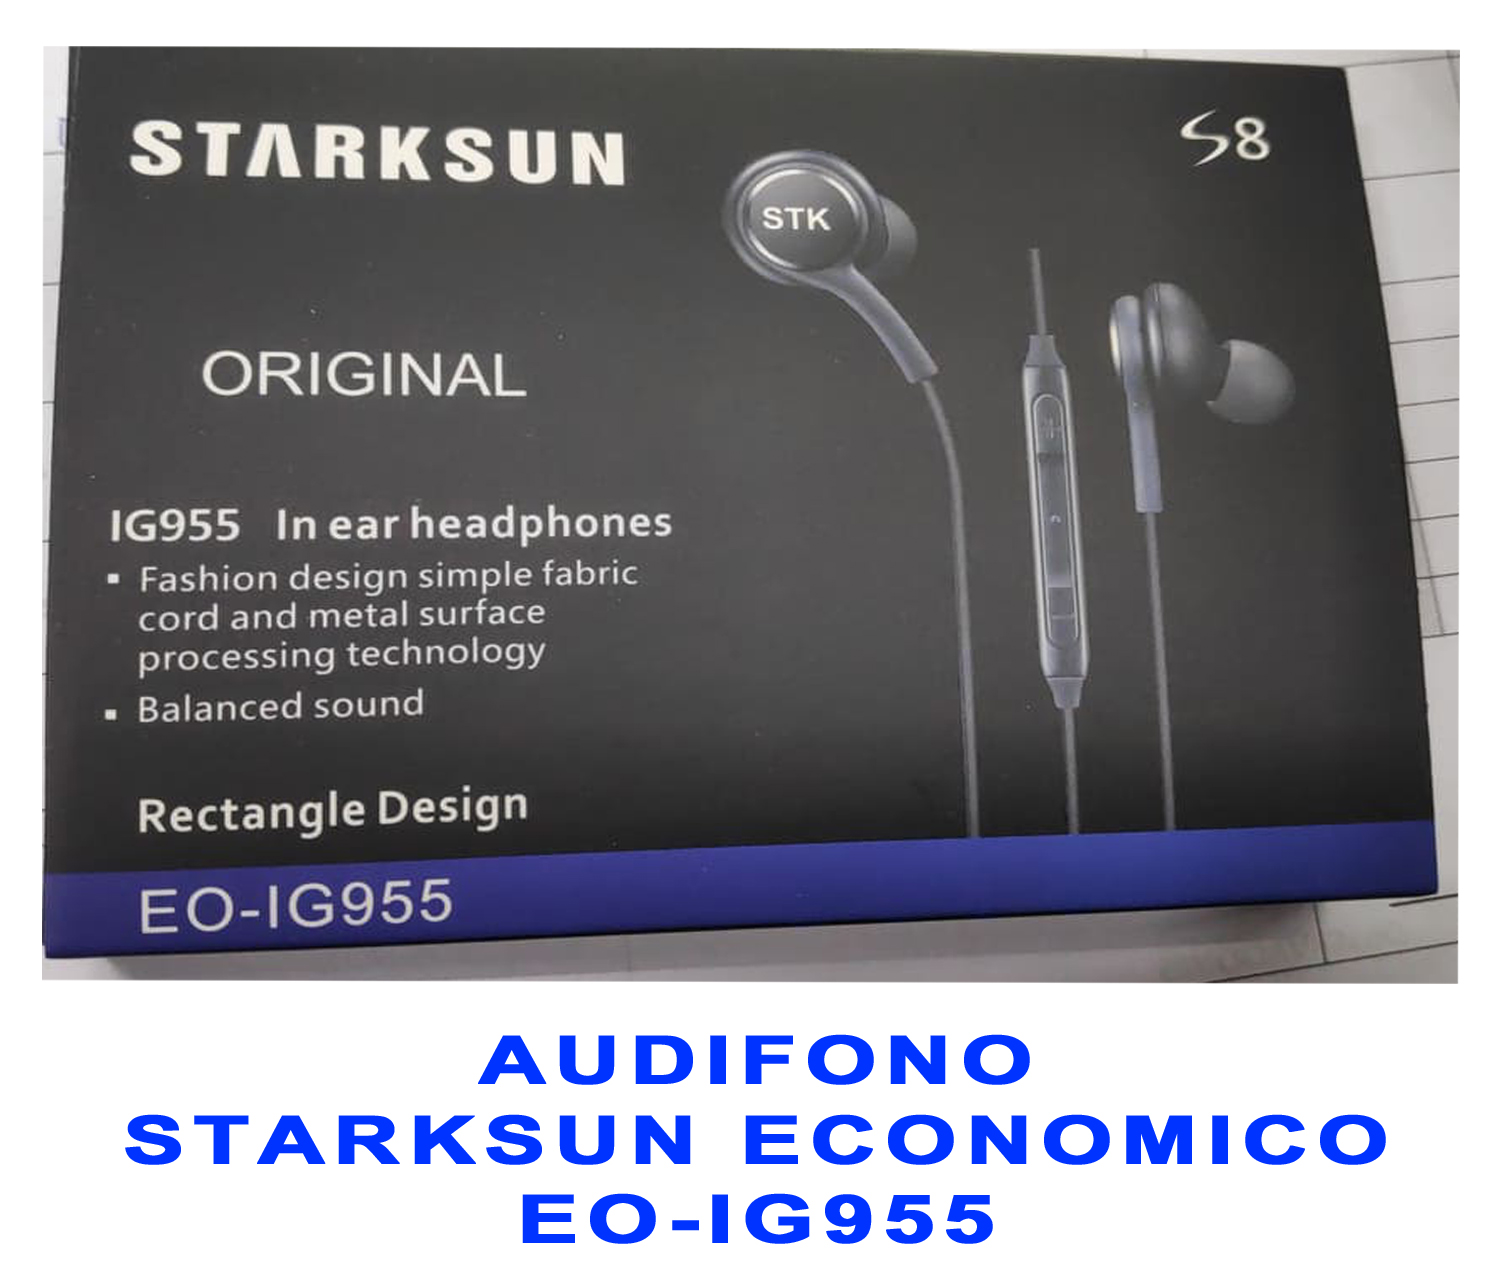 STARKSUN
S8
STK
ORIGINAL
IG955 In ear headphones
▪ Fashion design simple fabric
cord and metal surface
processing technology
▪ Balanced sound
Rectangle Design
EO-IG955
AUDIFONO
STARKSUN ECONOMICO
EO-IG955